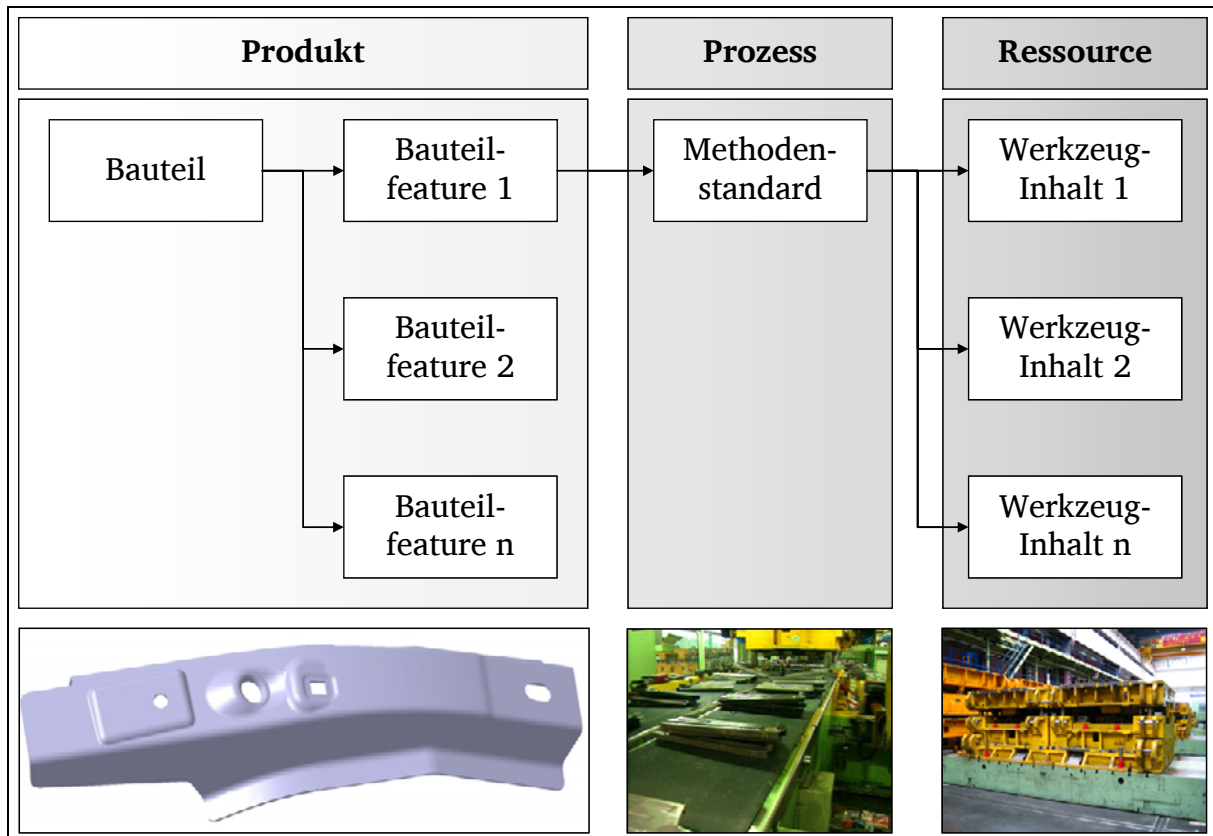 Produkt
Prozess
Ressource
Bauteil
Bauteil-
feature 1
Methoden-
standard
Werkzeug-
Inhalt 1
Bauteil-
feature 2
Werkzeug-
Inhalt 2
Bauteil-
feature n
Werkzeug-
Inhalt n